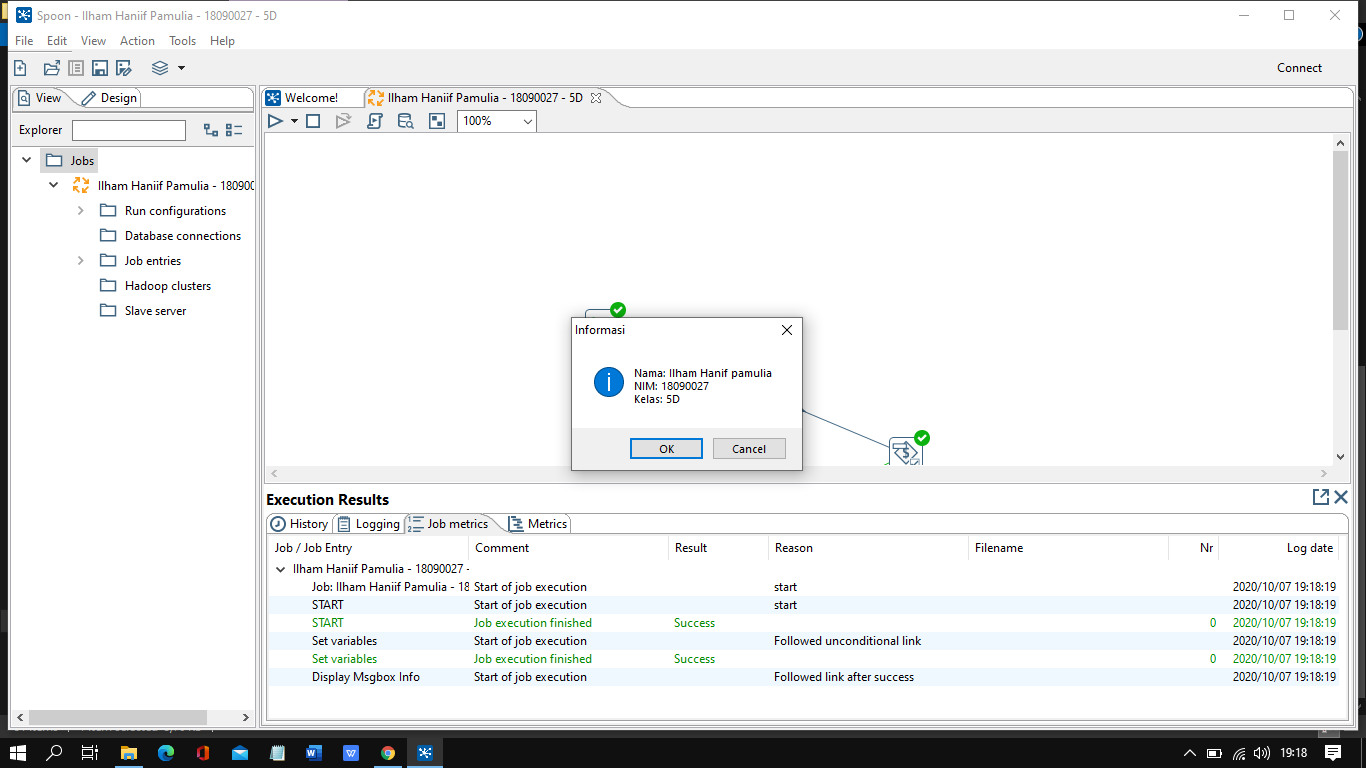 Spoon - Ilham Haniif Pamulia - 18090027 - 5D
File Edit View Action Tools Help
Connect
View Design
Welcome! Ilham Haniif Pamulia - 18090027 - 5D
Explorer
100%
Jobs
Ilham Haniif Pamulia - 18090
Run configurations
Database connections
Job entries
Hadoop clusters
Slave server
Informasi
Nama: Ilham Hanif pamulia
NIM: 18090027
Kelas: 5D
OK Cancel
Execution Results
History Logging Job metrics Metrics
Job / Job Entry Comment Result Reason Filename Nr Log date
Ilham Haniif Pamulia - 18090027 -
Job: Ilham Haniif Pamulia - 18 Start of job execution start 2020/10/07 19:18:19
START Start of job execution start 2020/10/07 19:18:19
START Job execution finished Success 0 2020/10/07 19:18:19
Set variables Start of job execution Followed unconditional link 2020/10/07 19:18:19
Set variables Job execution finished Success 0 2020/10/07 19:18:19
Display Msgbox Info Start of job execution Followed link after success 2020/10/07 19:18:19
19:18